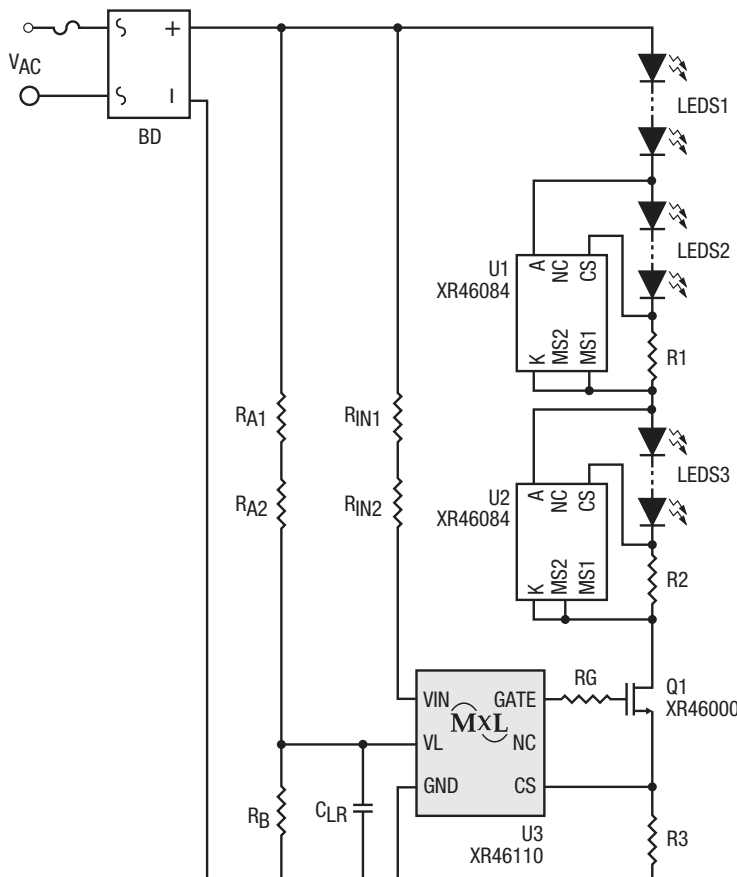 VAC
+
–
BD
LEDS1
LEDS2
U1
XR46084
A
NC
CS
K
MS2
MS1
R1
RA1
RIN1
LEDS3
U2
XR46084
A
NC
CS
K
MS2
MS1
RA2
RIN2
R2
RG
Q1
XR46000
VIN
GATE
MxL
VL
NC
GND
CS
RB
CLR
U3
XR46110
R3